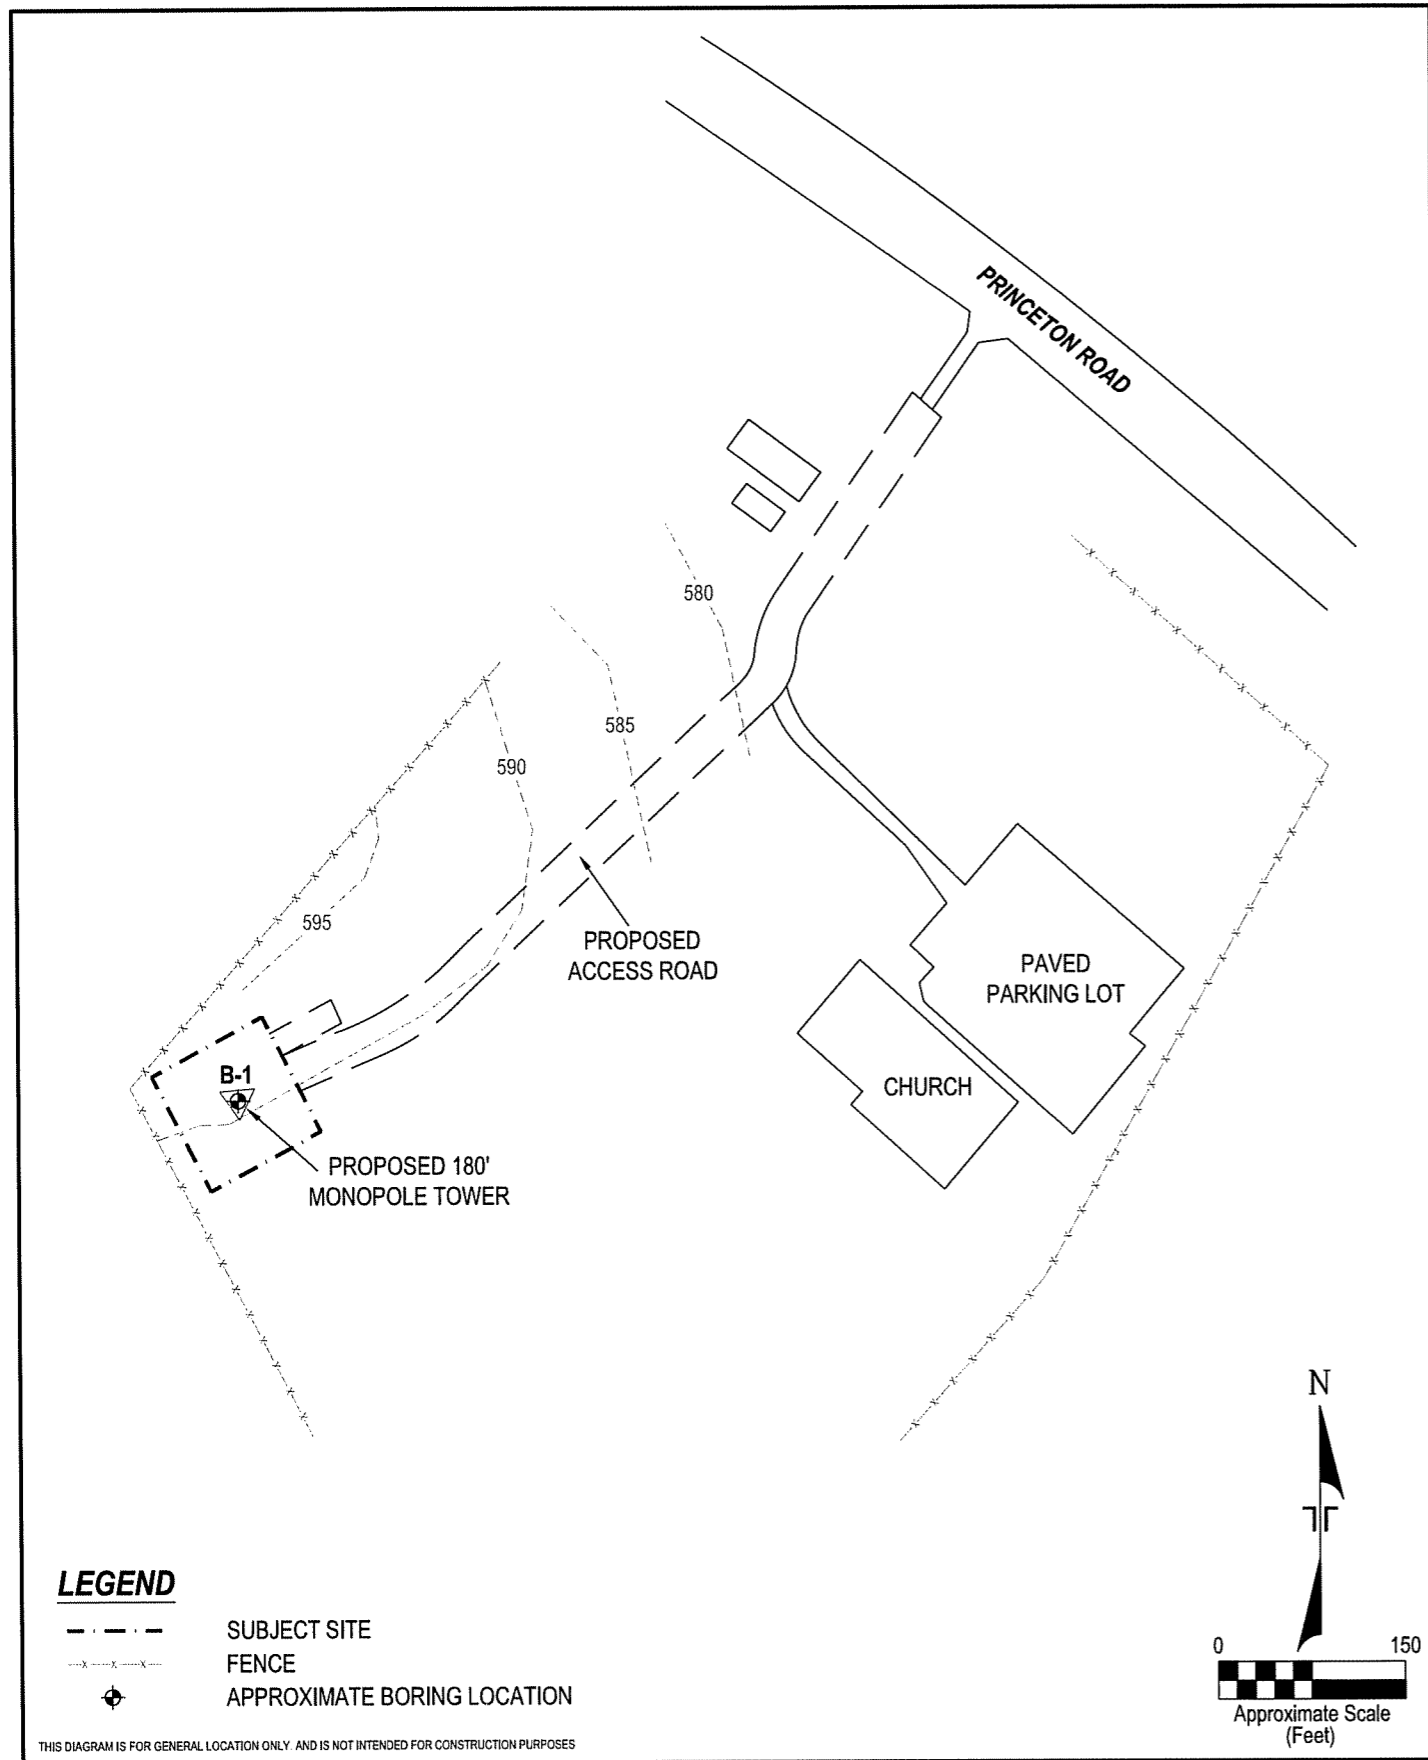 PRINCETON ROAD
580
585
590
595
PROPOSED
ACCESS ROAD
PAVED
PARKING LOT
CHURCH
B-1
PROPOSED 180'
MONOPOLE TOWER
N
LEGEND
SUBJECT SITE
FENCE
APPROXIMATE BORING LOCATION
0 150
Approximate Scale
(Feet)
THIS DIAGRAM IS FOR GENERAL LOCATION ONLY. AND IS NOT INTENDED FOR CONSTRUCTION PURPOSES